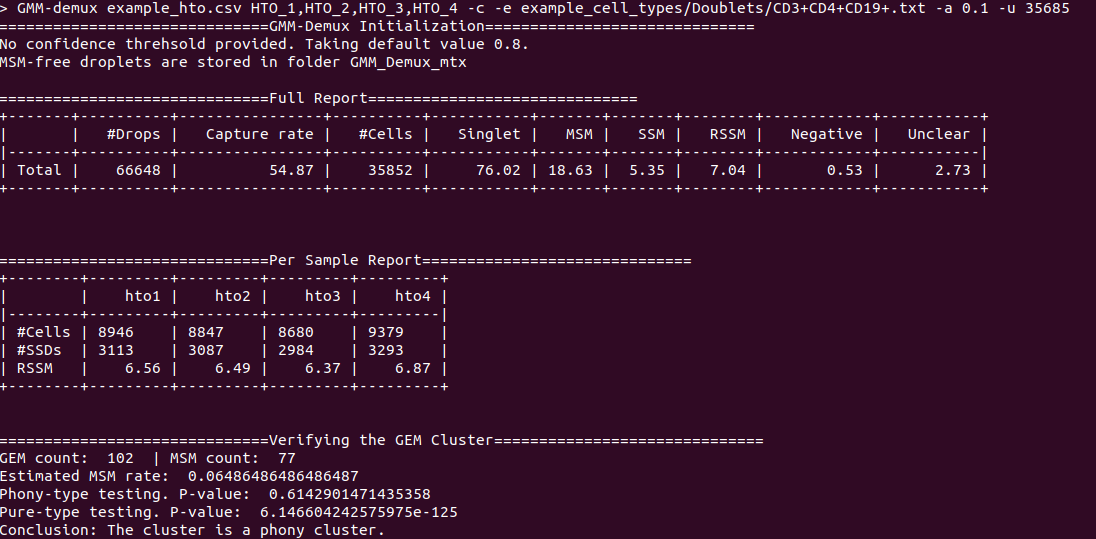 > GMM-demux example_hto.csv HTO_1,HTO_2,HTO_3,HTO_4 -c -e example_cell_types/Doublets/CD3+CD4+CD19+.txt -a 0.1 -u 35685
==============================GMM-Demux Initialization==============================
No confidence threhsold provided. Taking default value 0.8.
MSM-free droplets are stored in folder GMM_Demux_mtx
==============================Full Report==============================
+-------+----------+----------------+----------+-----------+-------+-------+--------+------------+-----------+
|       |   #Drops |   Capture rate |   #Cells |   Singlet |   MSM |   SSM |   RSSM |   Negative |   Unclear |
|-------+----------+----------------+----------+-----------+-------+-------+--------+------------+-----------|
| Total |    66648 |          54.87 |    35852 |     76.02 | 18.63 |  5.35 |   7.04 |       0.53 |      2.73 |
+-------+----------+----------------+----------+-----------+-------+-------+--------+------------+-----------+
==============================Per Sample Report==============================
+--------+---------+---------+---------+---------+
|        |    hto1 |    hto2 |    hto3 |    hto4 |
|--------+---------+---------+---------+---------|
| #Cells | 8946    | 8847    | 8680    | 9379    |
| #SSDs  | 3113    | 3087    | 2984    | 3293    |
| RSSM   |    6.56 |    6.49 |    6.37 |    6.87 |
+--------+---------+---------+---------+---------+
==============================Verifying the GEM Cluster==============================
GEM count:  102  | MSM count:  77
Estimated MSM rate:  0.06486486486486487
Phony-type testing. P-value:  0.6142901471435358
Pure-type testing. P-value:  6.146604242575975e-125
Conclusion: The cluster is a phony cluster.